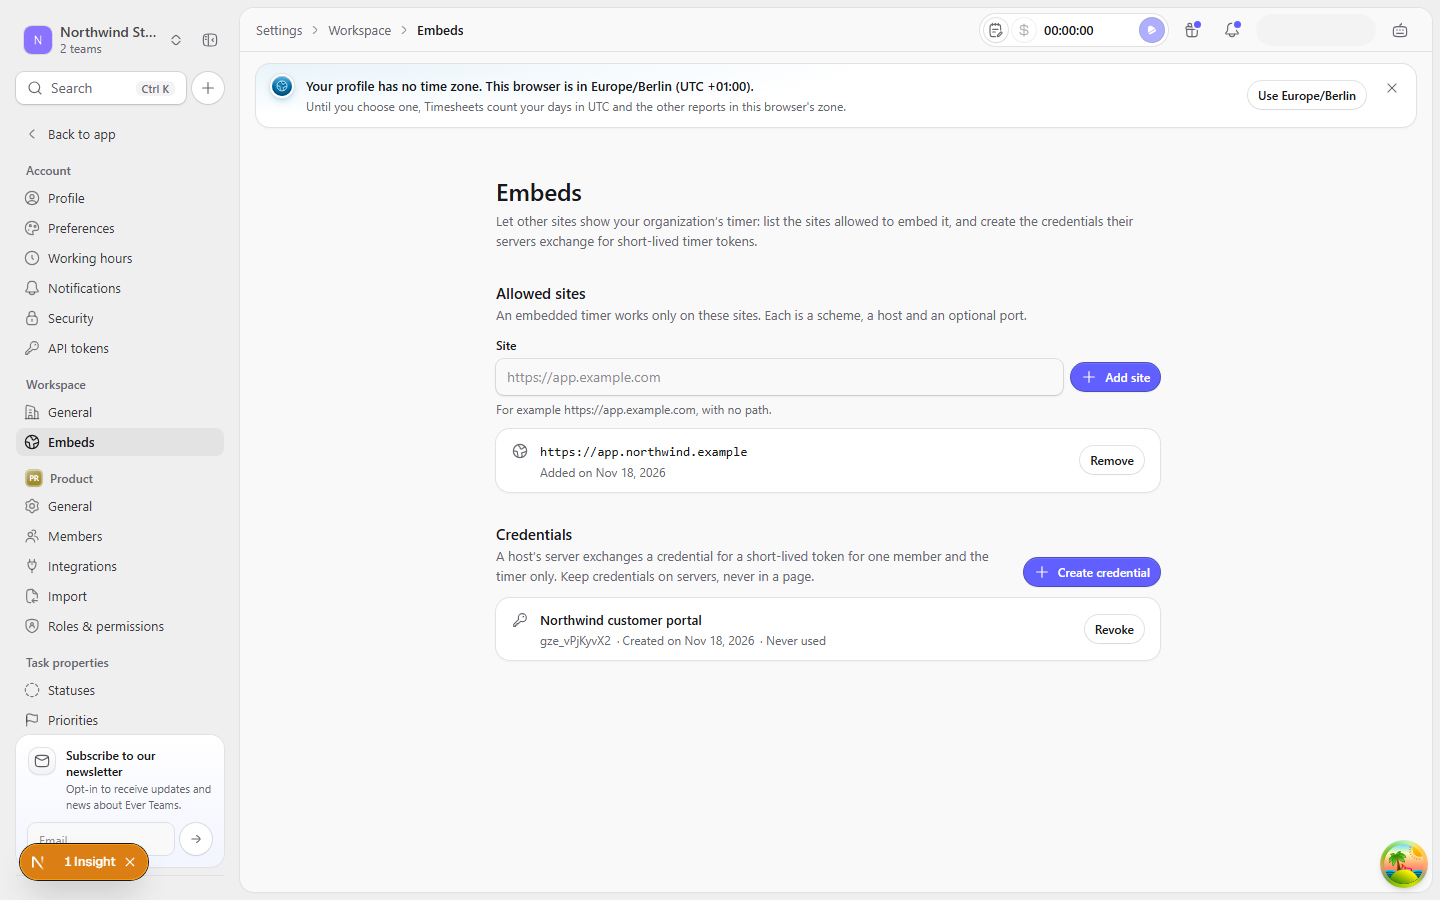 N
Northwind St...
2 teams
Search
Ctrl K
Back to app
Account
Profile
Preferences
Working hours
Notifications
Security
API tokens
Workspace
General
Embeds
PR
Product
General
Members
Integrations
Import
Roles & permissions
Task properties
Statuses
Priorities
Subscribe to our
newsletter
Opt-in to receive updates and
news about Ever Teams.
Email
N
1 Insight
Settings
Workspace
Embeds
$
00:00:00
Your profile has no time zone. This browser is in Europe/Berlin (UTC +01:00).
Until you choose one, Timesheets count your days in UTC and the other reports in this browser's zone.
Use Europe/Berlin
Embeds
Let other sites show your organization's timer: list the sites allowed to embed it, and create the credentials their
servers exchange for short-lived timer tokens.
Allowed sites
An embedded timer works only on these sites. Each is a scheme, a host and an optional port.
Site
https://app.example.com
Add site
For example https://app.example.com, with no path.
https://app.northwind.example
Added on Nov 18, 2026
Remove
Credentials
A host's server exchanges a credential for a short-lived token for one member and the
timer only. Keep credentials on servers, never in a page.
Create credential
Northwind customer portal
gze_vPjKyvX2 · Created on Nov 18, 2026 · Never used
Revoke